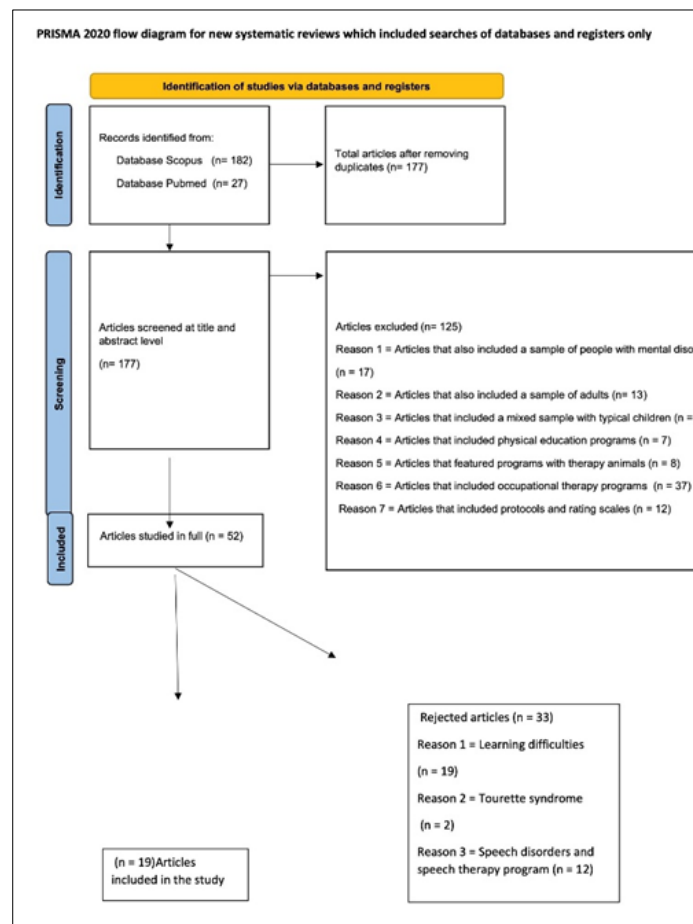 PRISMA 2020 flow diagram for new systematic reviews which included searches of databases and registers only
Identification of studies via databases and registers
Identification
Records identified from:
Database Scopus (n= 182)
Database Pubmed (n= 27)
Total articles after removing
duplicates (n= 177)
Screening
Articles screened at title and
abstract level
(n= 177)
Articles excluded (n= 125)
Reason 1 = Articles that also included a sample of people with mental
(n = 17)
Reason 2 = Articles that also included a sample of adults (n= 13)
Reason 3 = Articles that included a mixed sample with typical children (n =
Reason 4 = Articles that included physical education programs (n = 7)
Reason 5 = Articles that featured programs with therapy animals (n = 8)
Reason 6 = Articles that included occupational therapy programs (n = 37)
Reason 7 = Articles that included protocols and rating scales (n = 12)
Included
Articles studied in full (n = 52)
Rejected articles (n = 33)
Reason 1 = Learning difficulties
(n = 19)
Reason 2 = Tourette syndrome
(n = 2)
Reason 3 = Speech disorders and
speech therapy program (n = 12)
(n = 19)Articles
included in the study